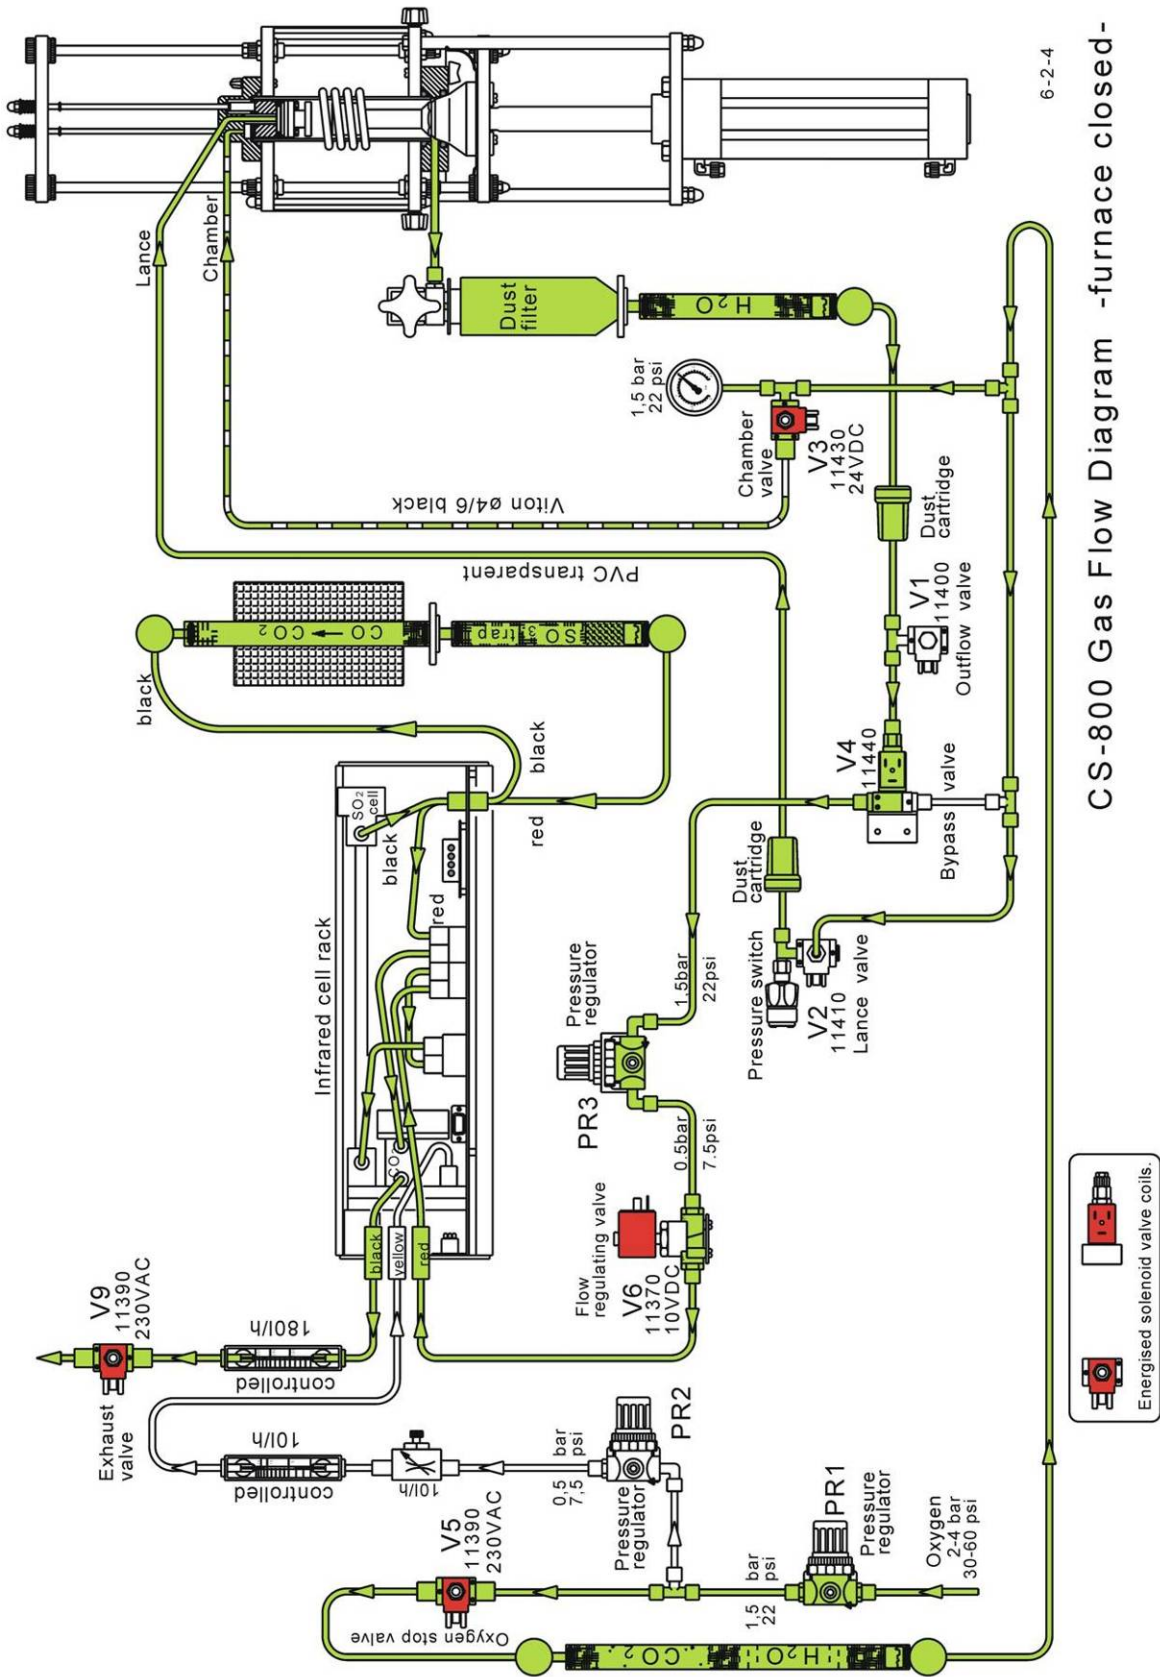 CS-800 Gas Flow Diagram -furnace closed-
6-2-4
Lance
Chamber
Dust
filter
H2O
1,5 bar
22 psi
Chamber
valve
V3
11430
24VDC
Viton ø4/6 black
PVC transparent
Dust
cartridge
V1
11400
Outflow valve
V4
11440
Bypass valve
black
CO → CO2
SO3
trap
black
red
Infrared cell rack
SO2
cell
black
red
CO2
black
yellow
red
Dust
cartridge
Pressure switch
V2
11410
Lance valve
1,5bar
22psi
Pressure
regulator
PR3
0.5bar
7.5psi
Flow
regulating valve
V6
11370
10VDC
V9
11390
230VAC
Exhaust
valve
180l/h
controlled
10l/h
controlled
10l/h
0,5 bar
7,5 psi
PR2
Pressure
regulator
V5
11390
230VAC
Oxygen stop valve
1,5 bar
22 psi
PR1
Pressure
regulator
Oxygen
2-4 bar
30-60 psi
CO2
H2O
Energised solenoid valve coils.